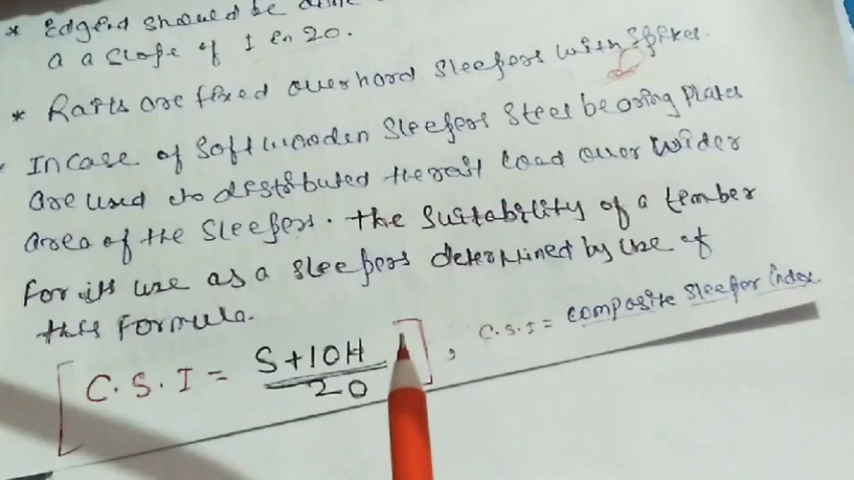 * Edged should be
a a slope of 1 in 20.
* Rails are fixed over hard sleepers with spikes.
In case of soft wooden sleepers steel bearing plates
are used to distributed the rail load over wider
area of the sleepers. the suitability of a timber
for its use as a sleepers determined by use of
this formula.
[C.S.I = S+10H / 20], C.S.I = composite sleeper index.